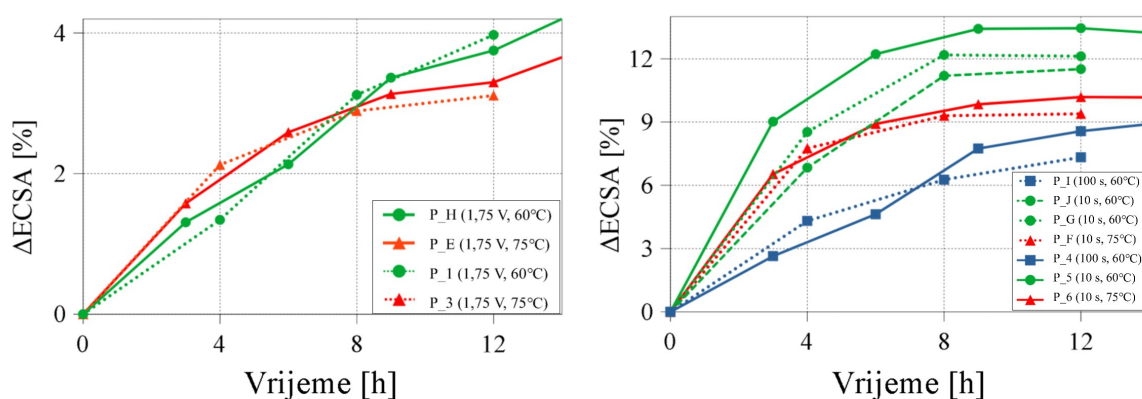 ΔECSA [%]
4
2
0
0
4
8
12
Vrijeme [h]
P_H (1,75 V, 60°C)
P_E (1,75 V, 75°C)
P_1 (1,75 V, 60°C)
P_3 (1,75 V, 75°C)
ΔECSA [%]
12
9
6
3
0
0
4
8
12
Vrijeme [h]
P_I (100 s, 60°C)
P_J (10 s, 60°C)
P_G (10 s, 60°C)
P_F (10 s, 75°C)
P_4 (100 s, 60°C)
P_5 (10 s, 60°C)
P_6 (10 s, 75°C)